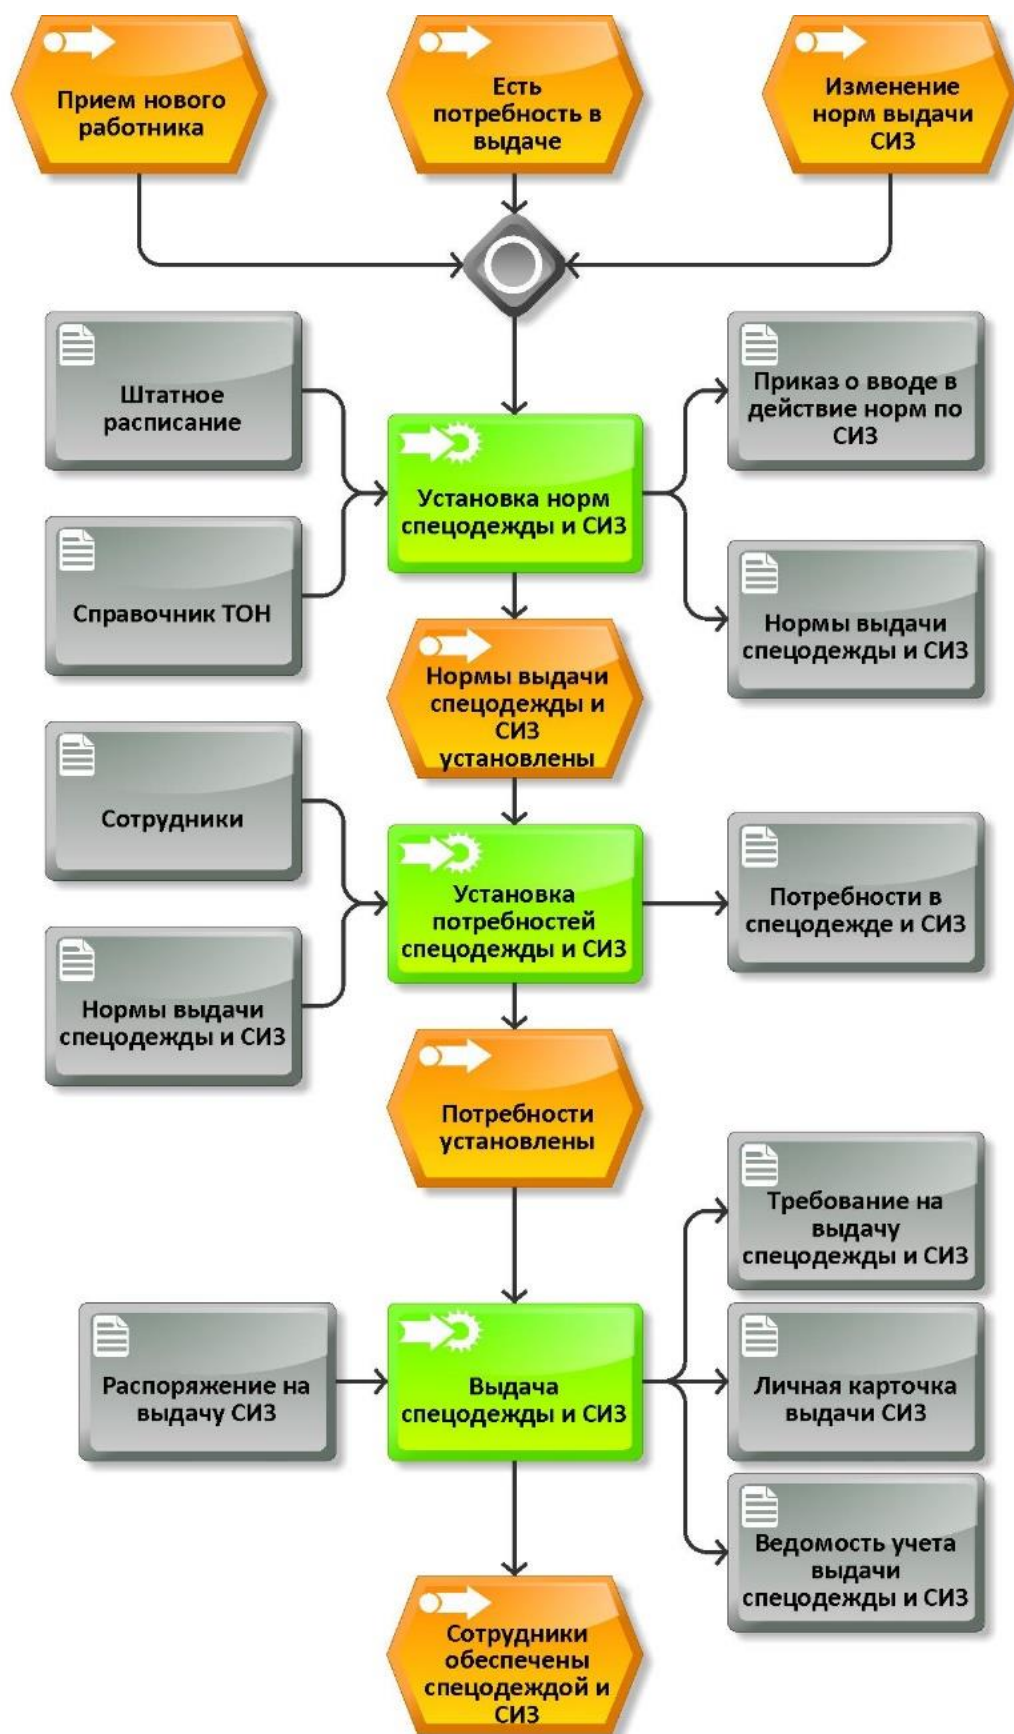 Прием нового
работника
Есть
потребность в
выдаче
Изменение
норм выдачи
СИЗ
Штатное
расписание
Приказ о вводе в
действие норм по
СИЗ
Установка норм
спецодежды и СИЗ
Справочник ТОН
Нормы выдачи
спецодежды и СИЗ
Нормы выдачи
спецодежды и
СИЗ
установлены
Сотрудники
Установка
потребностей
спецодежды и СИЗ
Потребности в
спецодежде и СИЗ
Нормы выдачи
спецодежды и СИЗ
Потребности
установлены
Требование на
выдачу
спецодежды и СИЗ
Распоряжение на
выдачу СИЗ
Выдача
спецодежды и СИЗ
Личная карточка
выдачи СИЗ
Ведомость учета
выдачи
спецодежды и СИЗ
Сотрудники
обеспечены
спецодеждой и
СИЗ